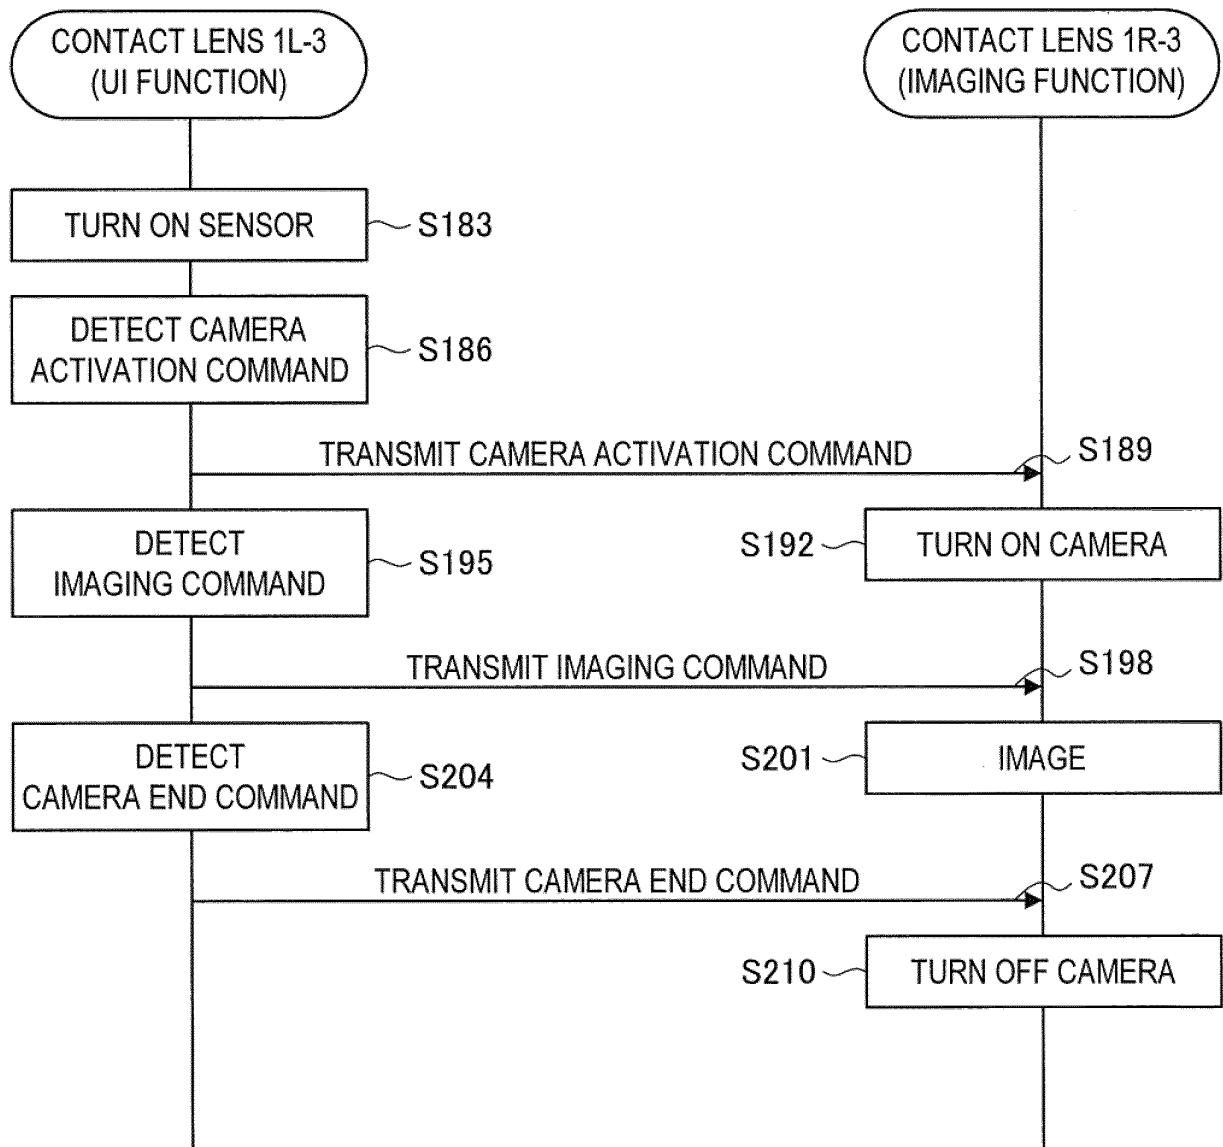 CONTACT LENS 1L-3
(UI FUNCTION)
CONTACT LENS 1R-3
(IMAGING FUNCTION)
TURN ON SENSOR
S183
DETECT CAMERA
ACTIVATION COMMAND
S186
TRANSMIT CAMERA ACTIVATION COMMAND
S189
DETECT
IMAGING COMMAND
S195
S192
TURN ON CAMERA
TRANSMIT IMAGING COMMAND
S198
DETECT
CAMERA END COMMAND
S204
S201
IMAGE
TRANSMIT CAMERA END COMMAND
S207
S210
TURN OFF CAMERA